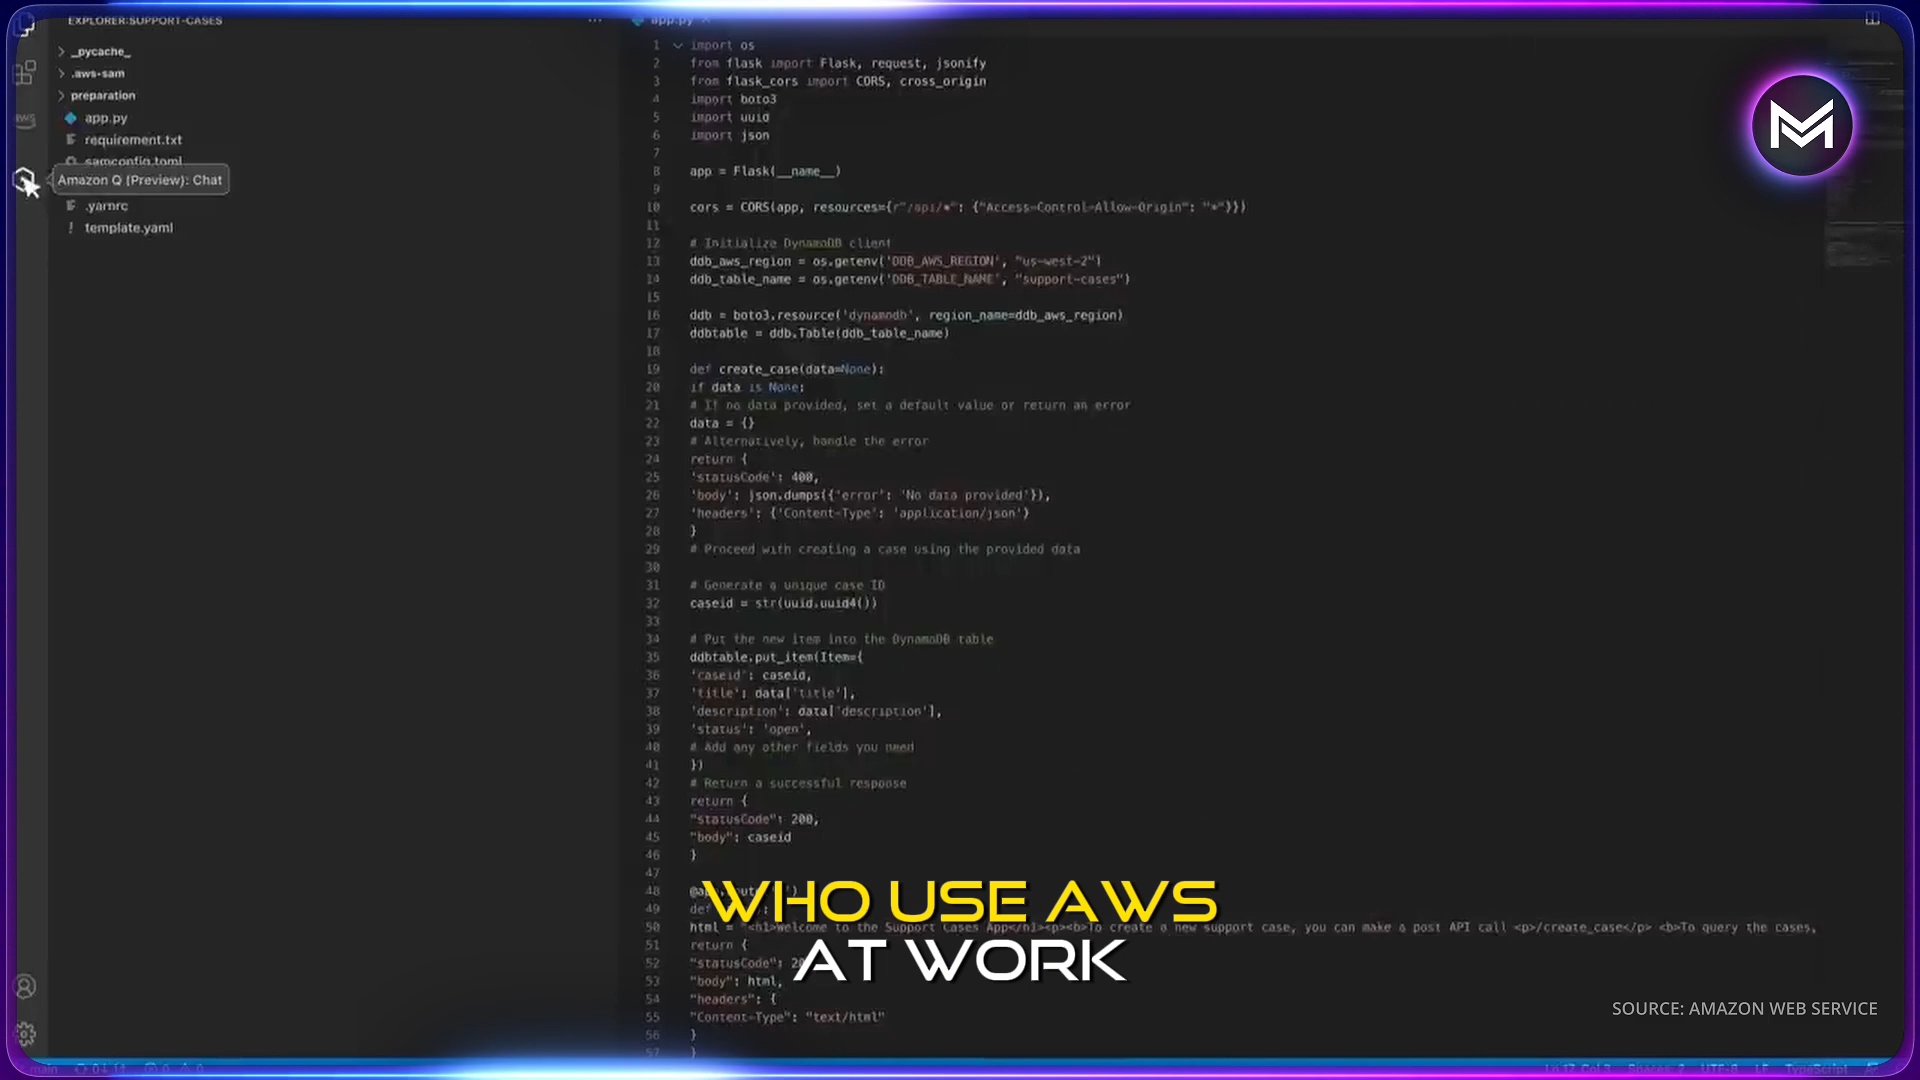 EXPLORER:SUPPORT-CASES
_pycache_
.aws-sam
preparation
app.py
requirement.txt
samconfig.toml
Amazon Q (Preview): Chat
.yarnrc
template.yaml
aws
app.py
1 import os
2 from flask import Flask, request, jsonify
3 from flask_cors import CORS, cross_origin
4 import boto3
5 import uuid
6 import json
7
8 app = Flask(__name__)
9
10 cors = CORS(app, resources={r"/api/*": {"Access-Control-Allow-Origin": "*"}})
11
12 # Initialize DynamoDB client
13 ddb_aws_region = os.getenv('DDB_AWS_REGION', "us-west-2")
14 ddb_table_name = os.getenv('DDB_TABLE_NAME', "support-cases")
15
16 ddb = boto3.resource('dynamodb', region_name=ddb_aws_region)
17 ddbtable = ddb.Table(ddb_table_name)
18
19 def create_case(data=None):
20 if data is None:
21 # If no data provided, set a default value or return an error
22 data = {}
23 # Alternatively, handle the error
24 return {
25 'statusCode': 400,
26 'body': json.dumps({'error': 'No data provided'}),
27 'headers': {'Content-Type': 'application/json'}
28 }
29 # Proceed with creating a case using the provided data
30
31 # Generate a unique case ID
32 caseid = str(uuid.uuid4())
33
34 # Put the new item into the DynamoDB table
35 ddbtable.put_item(Item={
36 'caseid': caseid,
37 'title': data['title'],
38 'description': data['description'],
39 'status': 'open',
40 # Add any other fields you need
41 })
42 # Return a successful response
43 return {
44 "statusCode": 200,
45 "body": caseid
46 }
47
48
49
50 html = "<h1>Welcome to the Support Cases App</h1><p><b>To create a new support case, you can make a post API call <p>/create_case</p> <b>To query the cases,
51 return {
52 "statusCode":
53 "body": html,
54 "headers": {
55 "Content-Type": "text/html"
56 }
57 }
WHO USE AWS
AT WORK
SOURCE: AMAZON WEB SERVICE
main
UTF-8 LF TypeScript